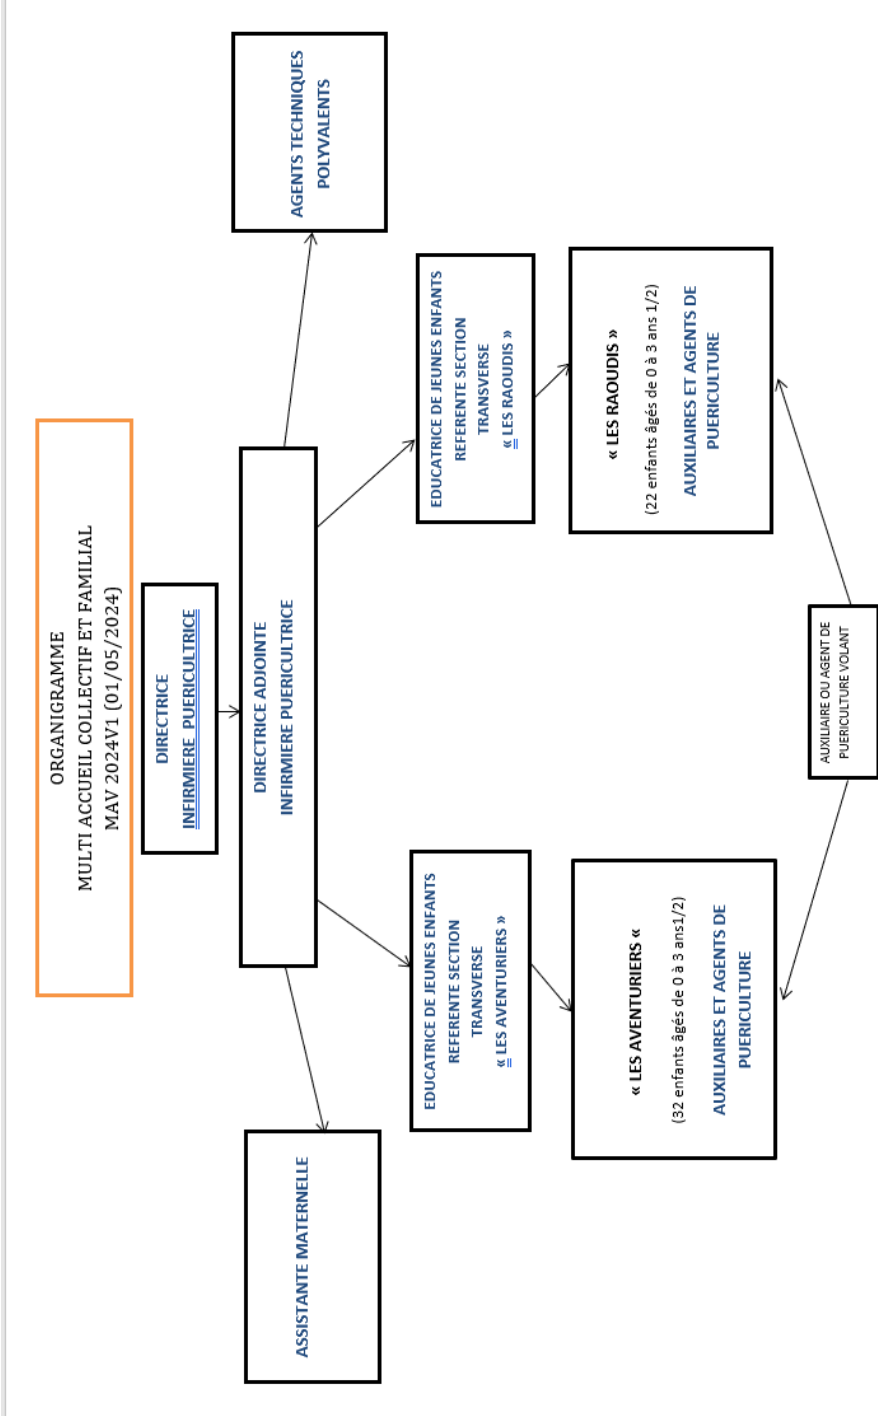 ORGANIGRAMME
MULTI ACCUEIL COLLECTIF ET FAMILIAL
MAV 2024V1 (01/05/2024)
DIRECTRICE
INFIRMIERE PUERICULTRICE
DIRECTRICE ADJOINTE
INFIRMIERE PUERICULTRICE
ASSISTANTE MATERNELLE
AGENTS TECHNIQUES
POLYVALENTS
EDUCATRICE DE JEUNES ENFANTS
REFERENTE SECTION
TRANSVERSE
« LES AVENTURIERS »
EDUCATRICE DE JEUNES ENFANTS
REFERENTE SECTION
TRANSVERSE
« LES RAOUDIS »
« LES AVENTURIERS «
(32 enfants âgés de 0 à 3 ans1/2)
AUXILIAIRES ET AGENTS DE
PUERICULTURE
« LES RAOUDIS »
(22 enfants âgés de 0 à 3 ans 1/2)
AUXILIAIRES ET AGENTS DE
PUERICULTURE
AUXILIAIRE OU AGENT DE
PUERICULTURE VOLANT